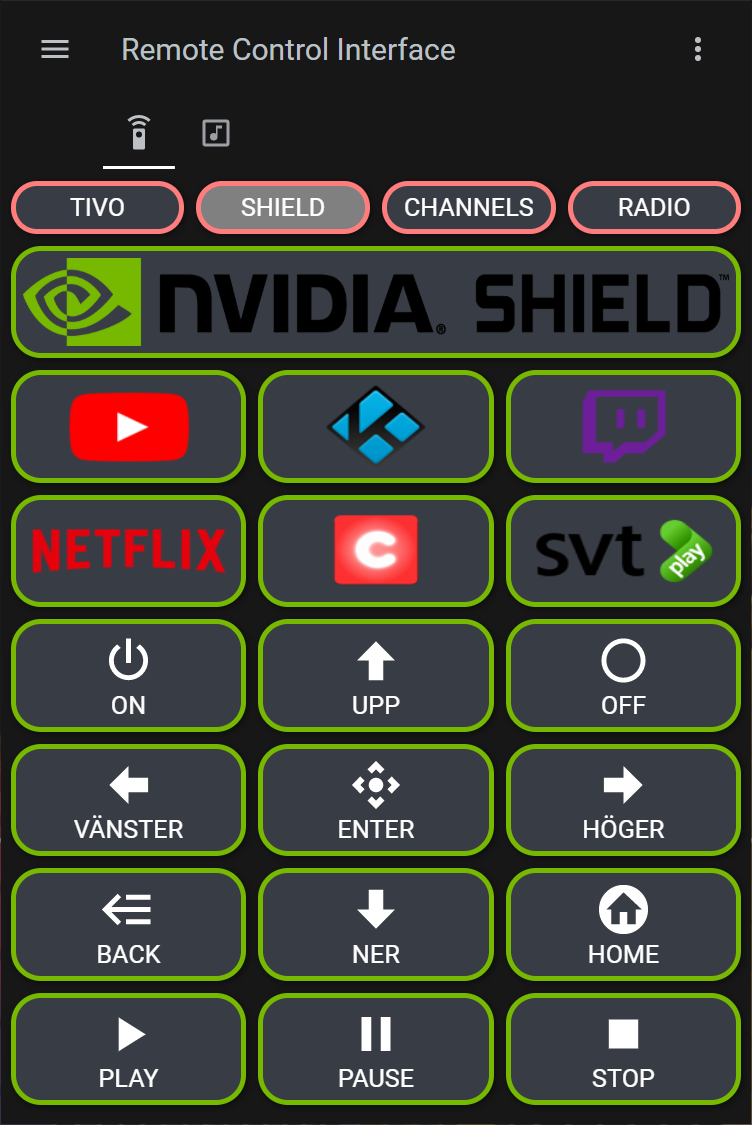 Remote Control Interface
TIVO SHIELD CHANNELS RADIO
NVIDIA® SHIELD™
NETFLIX C svt play
ON UPP OFF
VÄNSTER ENTER HÖGER
BACK NER HOME
PLAY PAUSE STOP